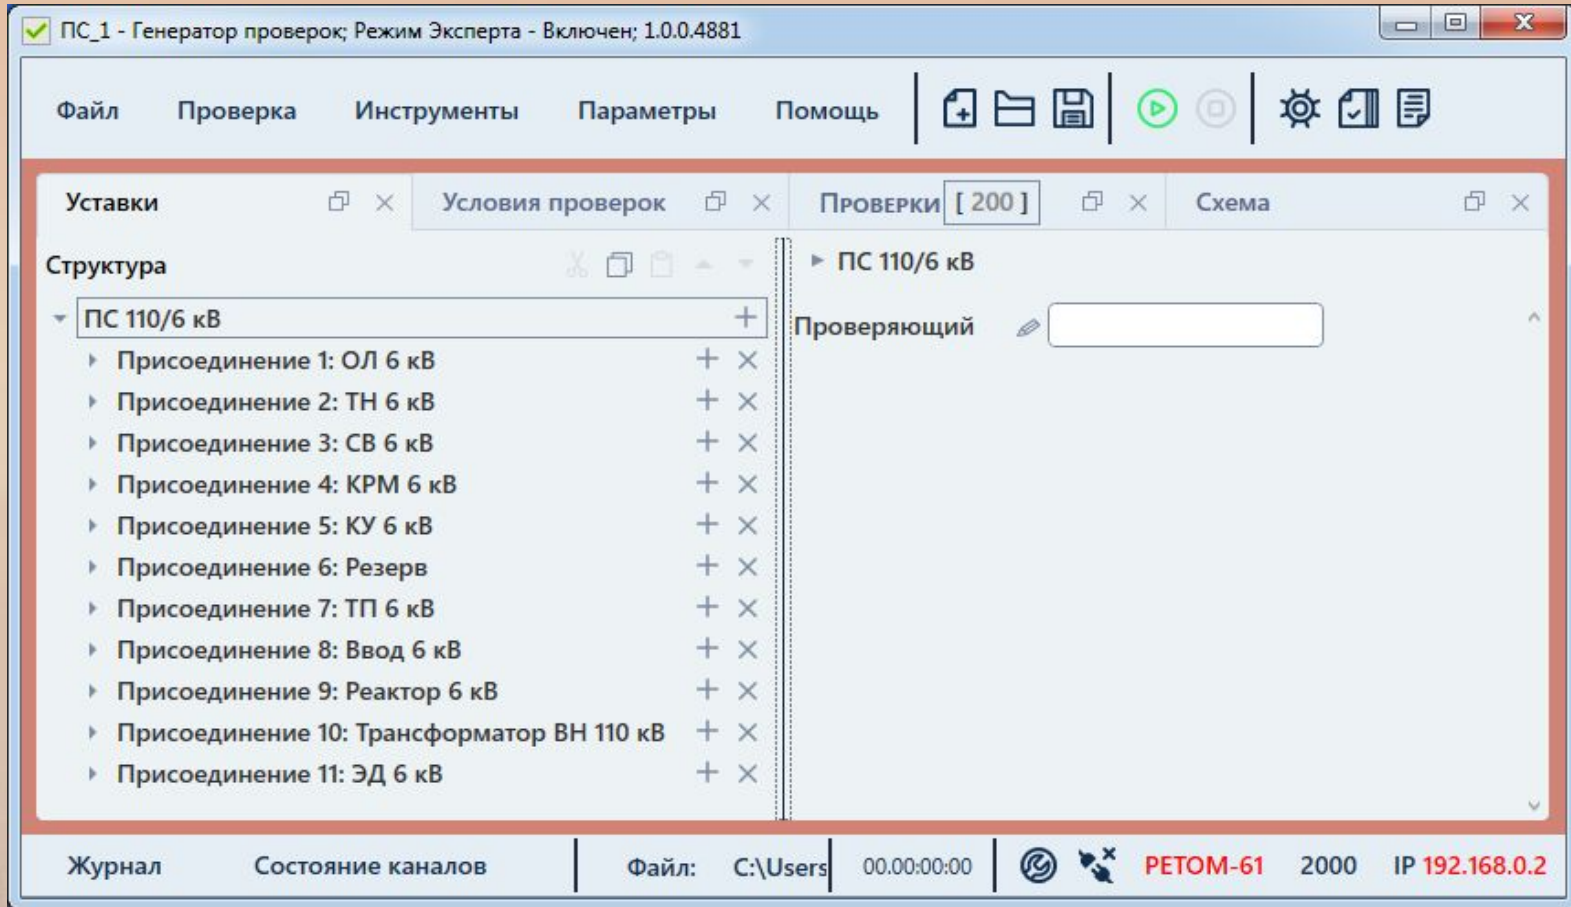 ПС_1 - Генератор проверок; Режим Эксперта - Включен; 1.0.0.4881
Файл Проверка Инструменты Параметры Помощь
Уставки Условия проверок Проверки [ 200 ] Схема
Структура
ПС 110/6 кВ
ПС 110/6 кВ
Проверяющий
Присоединение 1: ОЛ 6 кВ
Присоединение 2: ТН 6 кВ
Присоединение 3: СВ 6 кВ
Присоединение 4: КРМ 6 кВ
Присоединение 5: КУ 6 кВ
Присоединение 6: Резерв
Присоединение 7: ТП 6 кВ
Присоединение 8: Ввод 6 кВ
Присоединение 9: Реактор 6 кВ
Присоединение 10: Трансформатор ВН 110 кВ
Присоединение 11: ЭД 6 кВ
Журнал Состояние каналов Файл: C:\Users 00.00:00:00 РЕТОМ-61 2000 IP 192.168.0.2